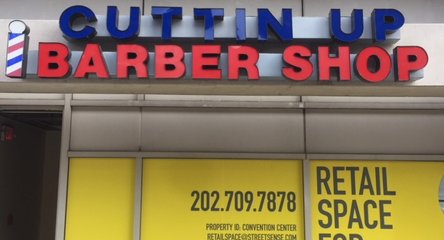 CUTTIN UP
BARBER SHOP
202.709.7878
PROPERTY ID: CONVENTION CENTER
RETAILSPACE@STREETSENSE.COM
RETAIL
SPACE
FOR